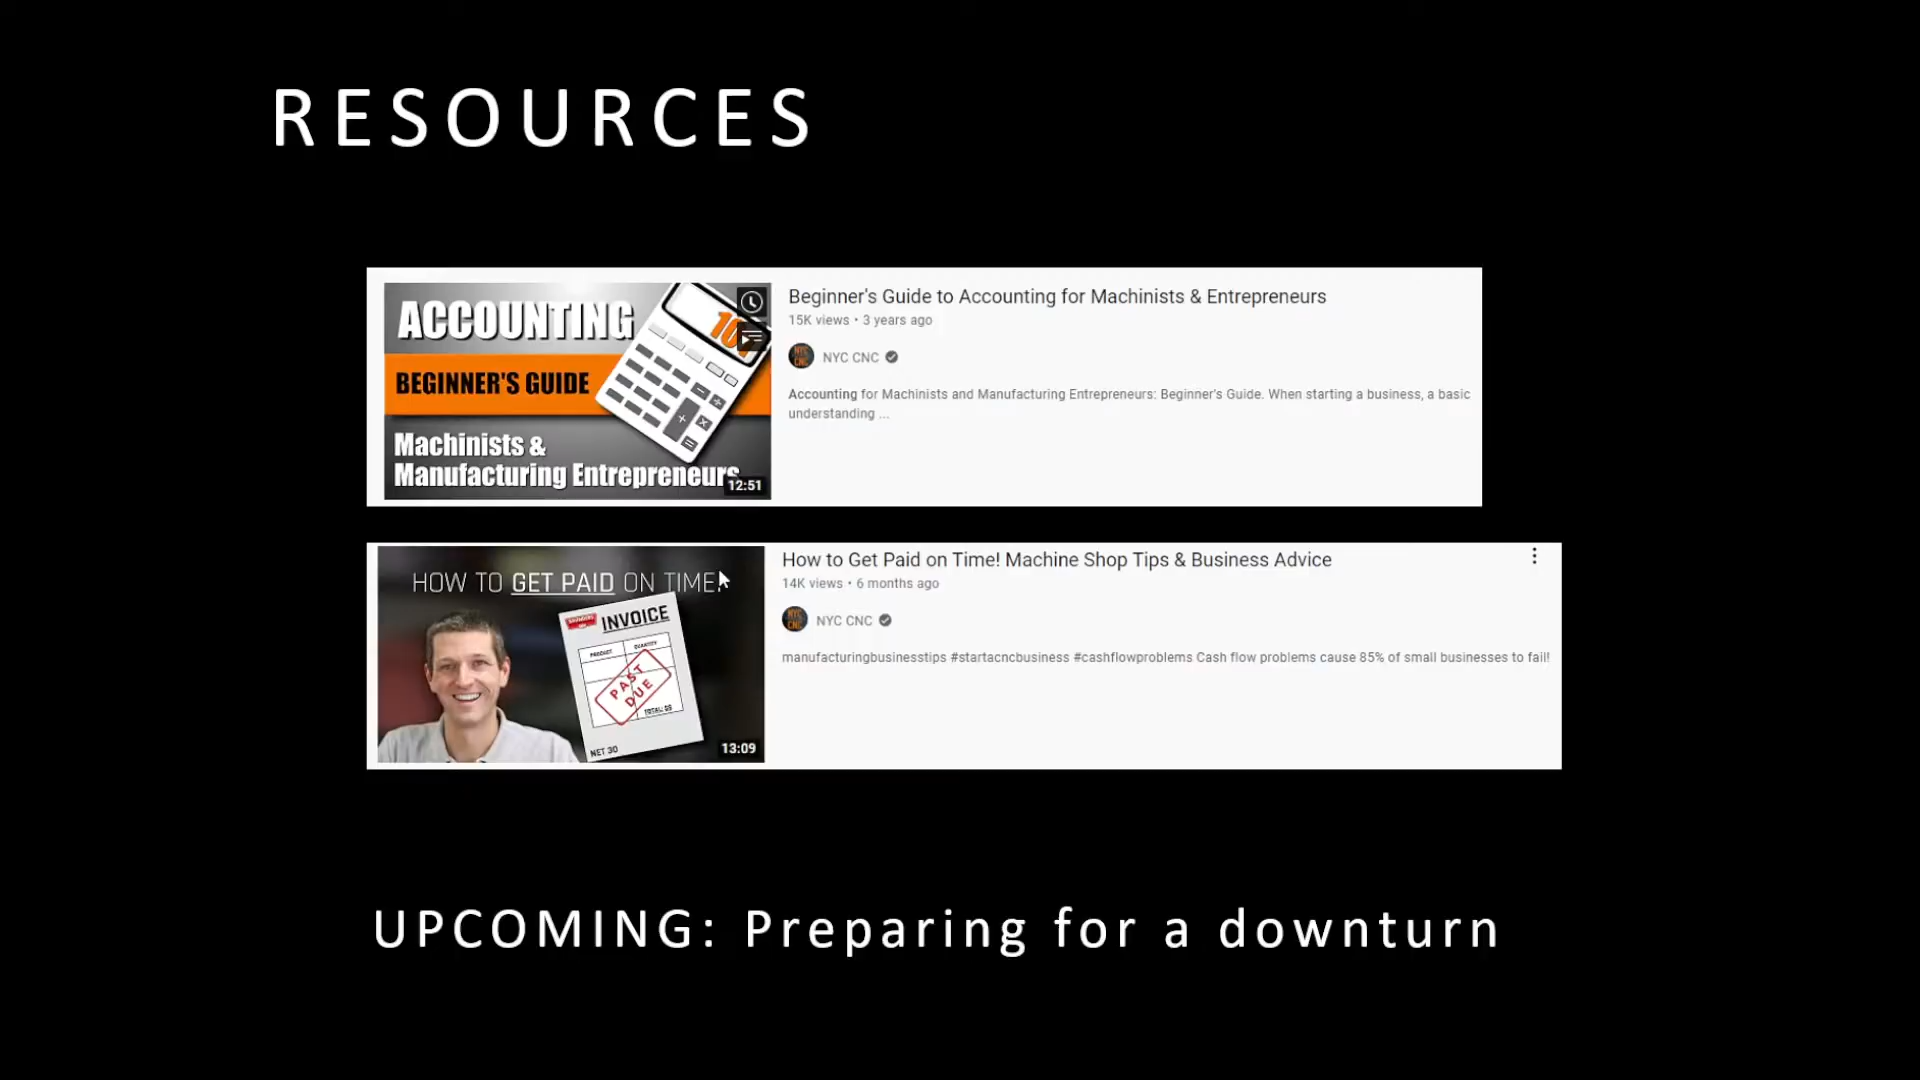 RESOURCES
ACCOUNTING
101
BEGINNER'S GUIDE
Machinists &
Manufacturing Entrepreneurs
12:51
Beginner's Guide to Accounting for Machinists & Entrepreneurs
15K views • 3 years ago
NYC CNC
Accounting for Machinists and Manufacturing Entrepreneurs: Beginner's Guide. When starting a business, a basic
understanding ...
HOW TO GET PAID ON TIME!
INVOICE
PRODUCT QUANTITY
PAST
DUE
TOTAL: $$
NET 30
13:09
How to Get Paid on Time! Machine Shop Tips & Business Advice
14K views • 6 months ago
NYC CNC
manufacturingbusinesstips #startacncbusiness #cashflowproblems Cash flow problems cause 85% of small businesses to fail!
UPCOMING: Preparing for a downturn